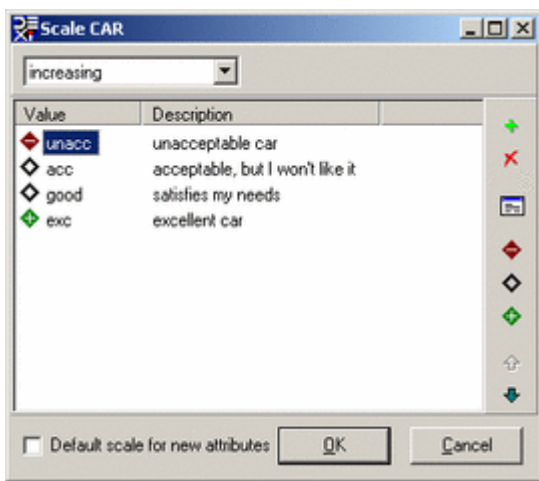 Scale CAR
increasing
Value Description
unacc unacceptable car
acc acceptable, but I won't like it
good satisfies my needs
exc excellent car
Default scale for new attributes OK Cancel